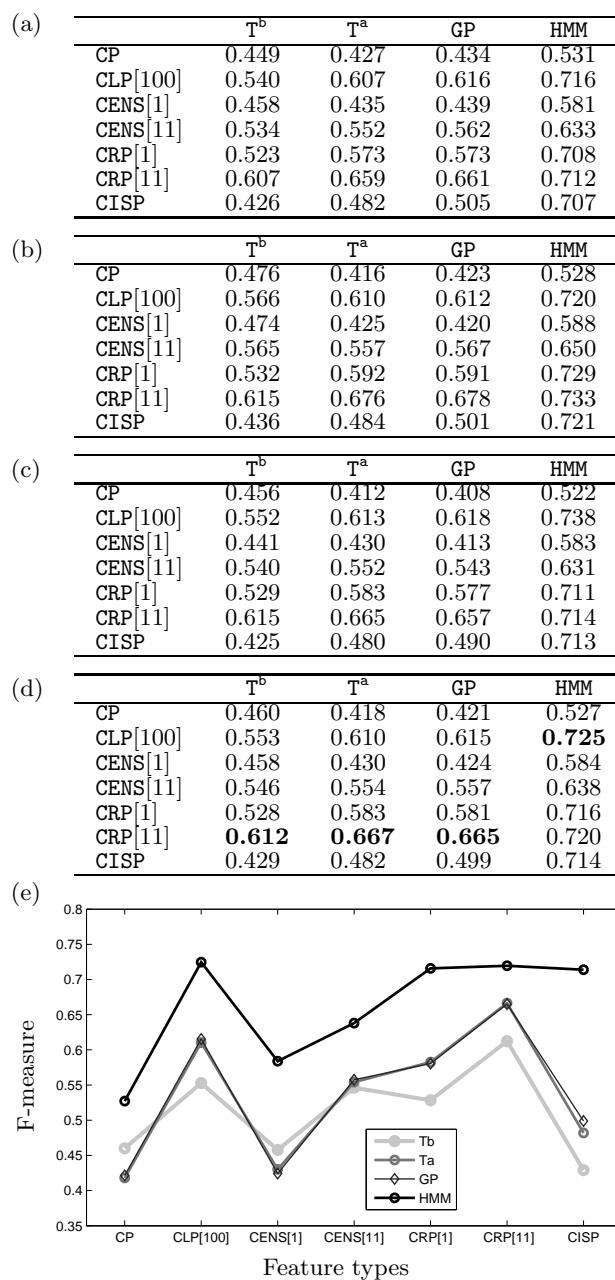 (a)
T^b T^a GP HMM
CP 0.449 0.427 0.434 0.531
CLP[100] 0.540 0.607 0.616 0.716
CENS[1] 0.458 0.435 0.439 0.581
CENS[11] 0.534 0.552 0.562 0.633
CRP[1] 0.523 0.573 0.573 0.708
CRP[11] 0.607 0.659 0.661 0.712
CISP 0.426 0.482 0.505 0.707
(b)
T^b T^a GP HMM
CP 0.476 0.416 0.423 0.528
CLP[100] 0.566 0.610 0.612 0.720
CENS[1] 0.474 0.425 0.420 0.588
CENS[11] 0.565 0.557 0.567 0.650
CRP[1] 0.532 0.592 0.591 0.729
CRP[11] 0.615 0.676 0.678 0.733
CISP 0.436 0.484 0.501 0.721
(c)
T^b T^a GP HMM
CP 0.456 0.412 0.408 0.522
CLP[100] 0.552 0.613 0.618 0.738
CENS[1] 0.441 0.430 0.413 0.583
CENS[11] 0.540 0.552 0.543 0.631
CRP[1] 0.529 0.583 0.577 0.711
CRP[11] 0.615 0.665 0.657 0.714
CISP 0.425 0.480 0.490 0.713
(d)
T^b T^a GP HMM
CP 0.460 0.418 0.421 0.527
CLP[100] 0.553 0.610 0.615 0.725
CENS[1] 0.458 0.430 0.424 0.584
CENS[11] 0.546 0.554 0.557 0.638
CRP[1] 0.528 0.583 0.581 0.716
CRP[11] 0.612 0.667 0.665 0.720
CISP 0.429 0.482 0.499 0.714
(e)
0.8
0.75
0.7
0.65
0.6
0.55
0.5
0.45
0.4
0.35
F-measure
Tb
Ta
GP
HMM
CP CLP[100] CENS[1] CENS[11] CRP[1] CRP[11] CISP
Feature types